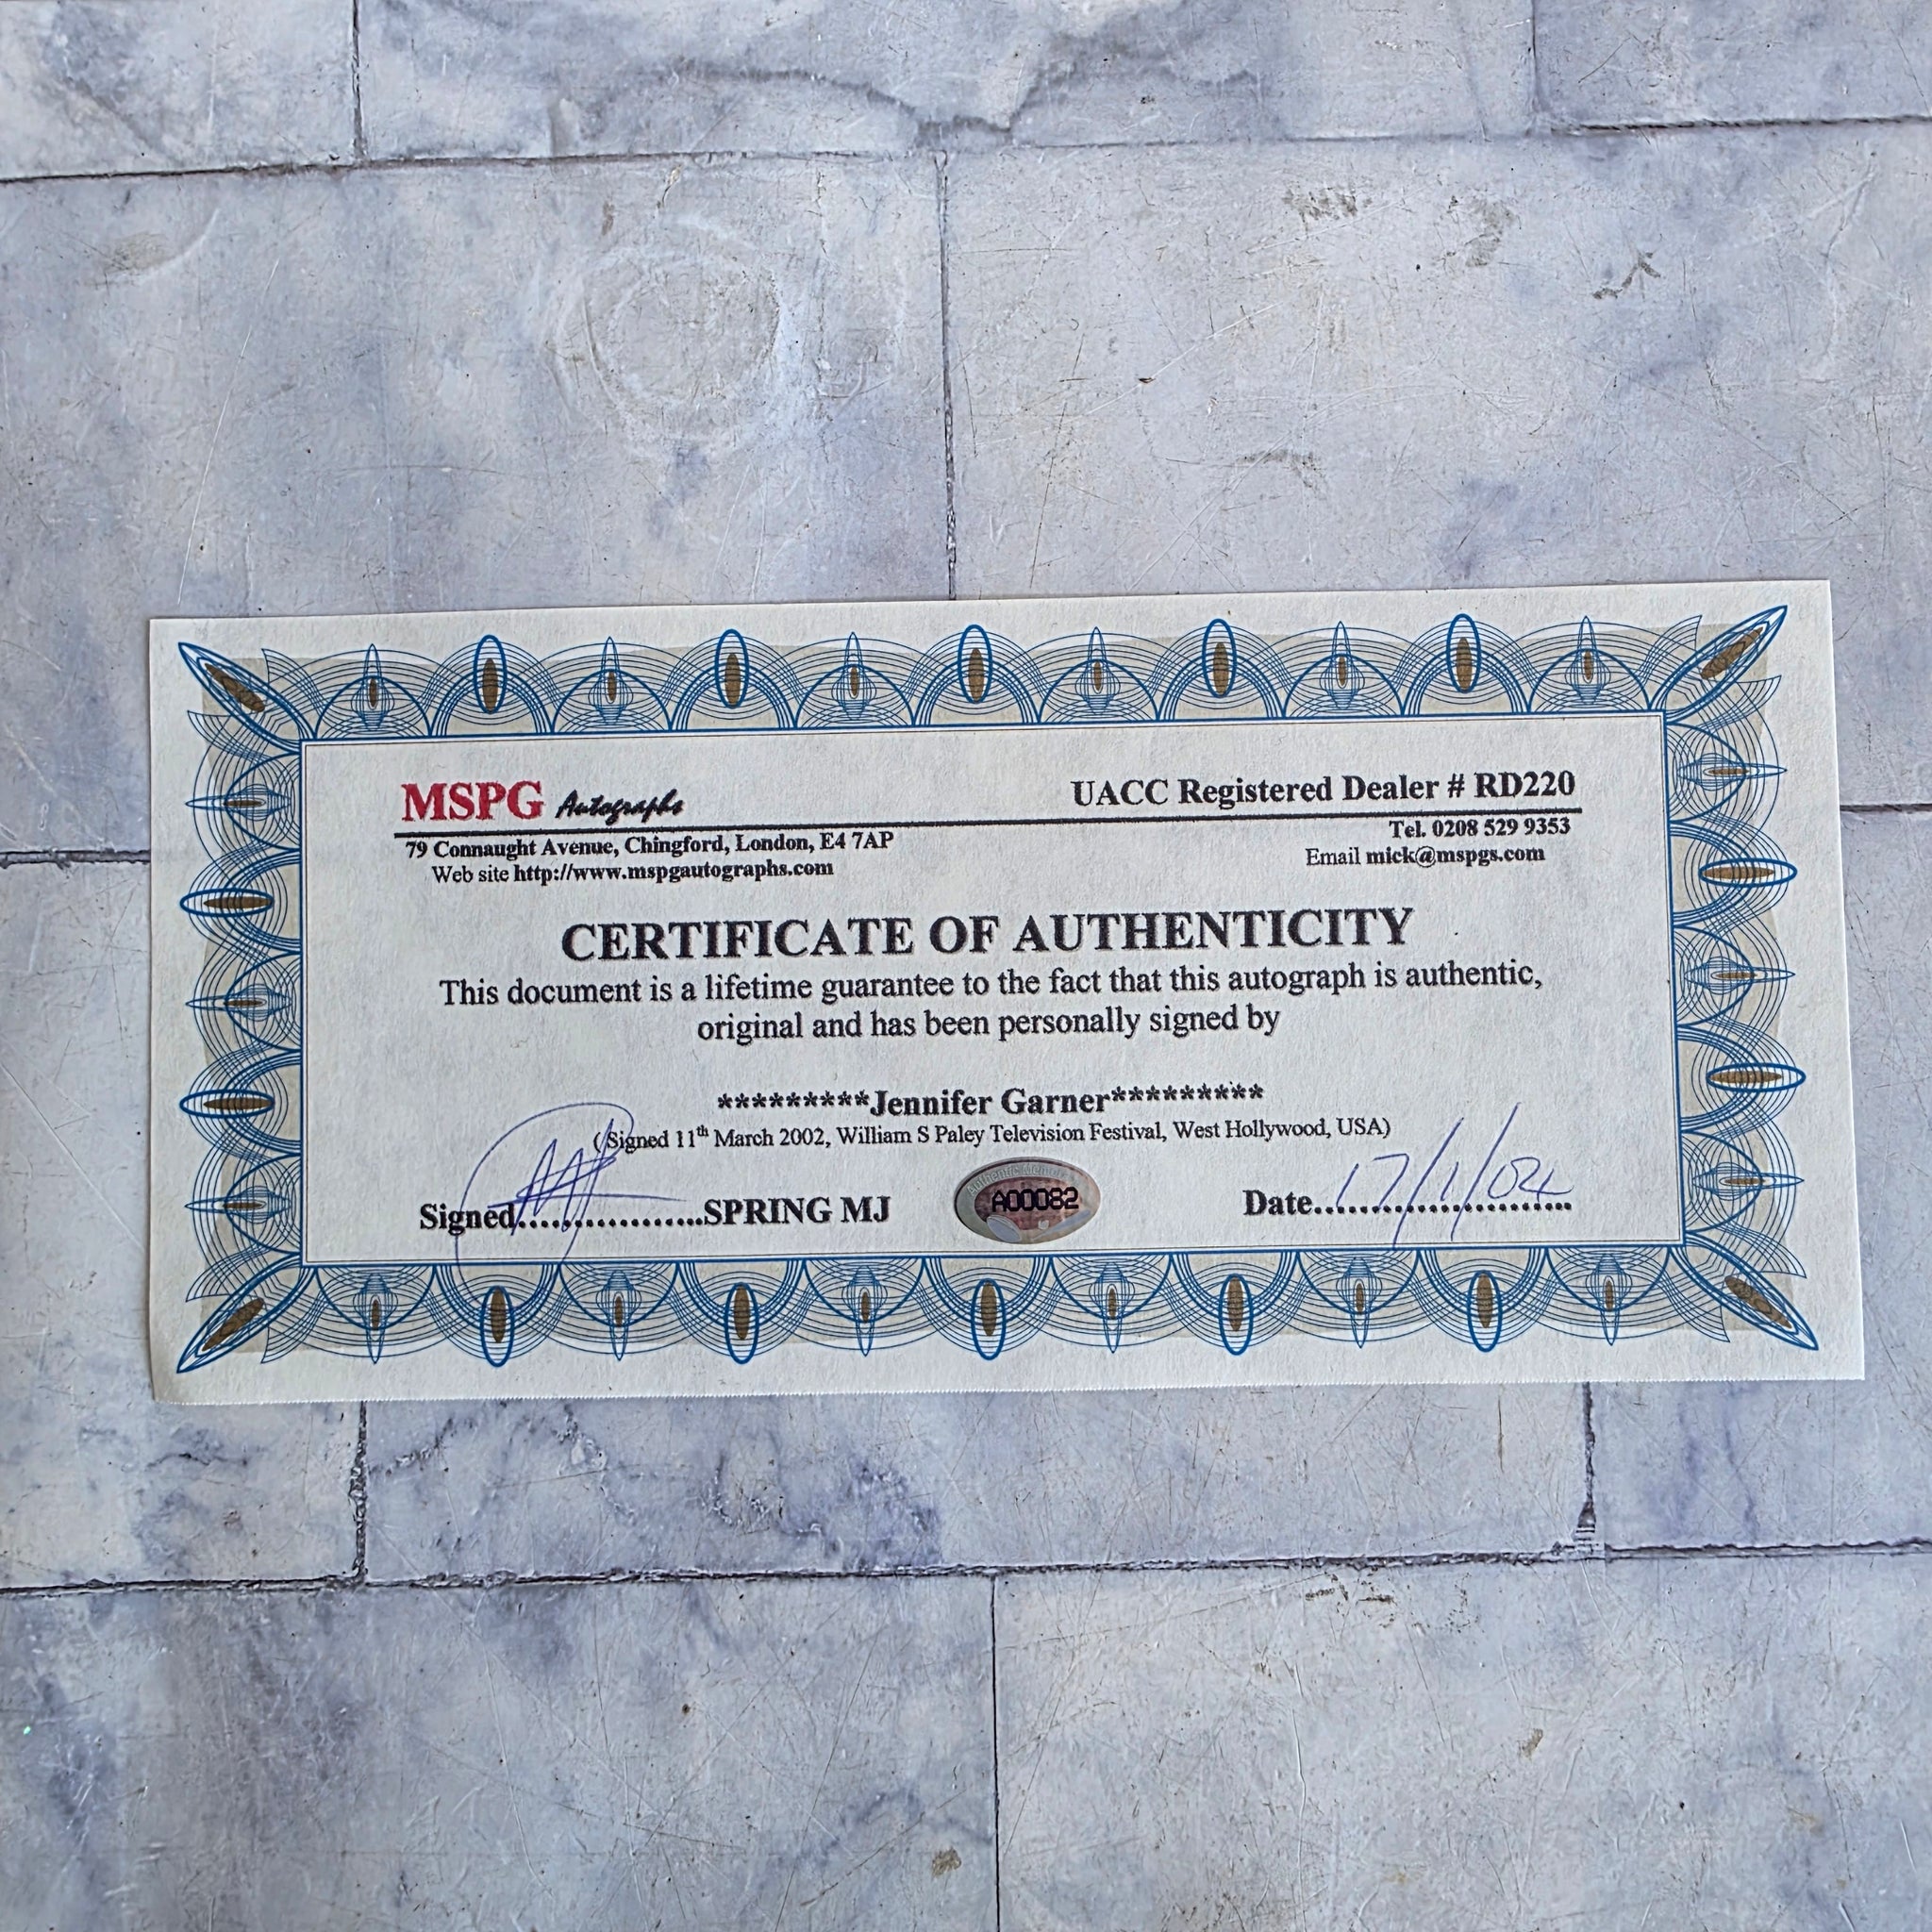 MSPG Autographs
UACC Registered Dealer # RD220
79 Connaught Avenue, Chingford, London, E4 7AP
Tel. 0208 529 9353
Web site http://www.mspgautographs.com
Email mick@mspgs.com
CERTIFICATE OF AUTHENTICITY
This document is a lifetime guarantee to the fact that this autograph is authentic,
original and has been personally signed by
*********Jennifer Garner*********
(Signed 11th March 2002, William S Paley Television Festival, West Hollywood, USA)
A00082
Signed..................SPRING MJ
Date........................
17/1/04